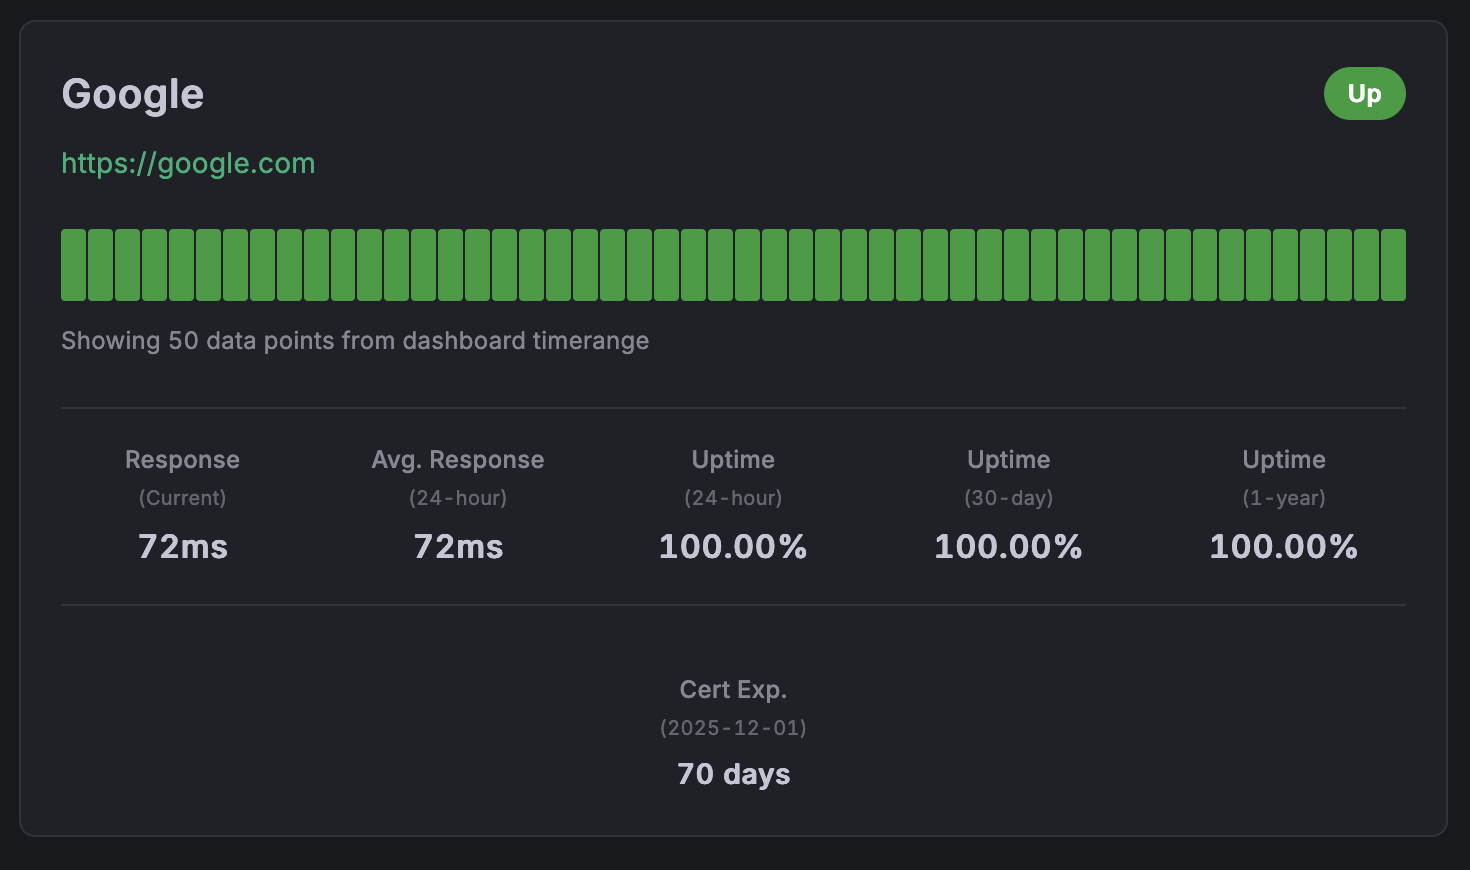 Google
Up
https://google.com
Showing 50 data points from dashboard timerange
Response
(Current)
72ms
Avg. Response
(24-hour)
72ms
Uptime
(24-hour)
100.00%
Uptime
(30-day)
100.00%
Uptime
(1-year)
100.00%
Cert Exp.
(2025-12-01)
70 days